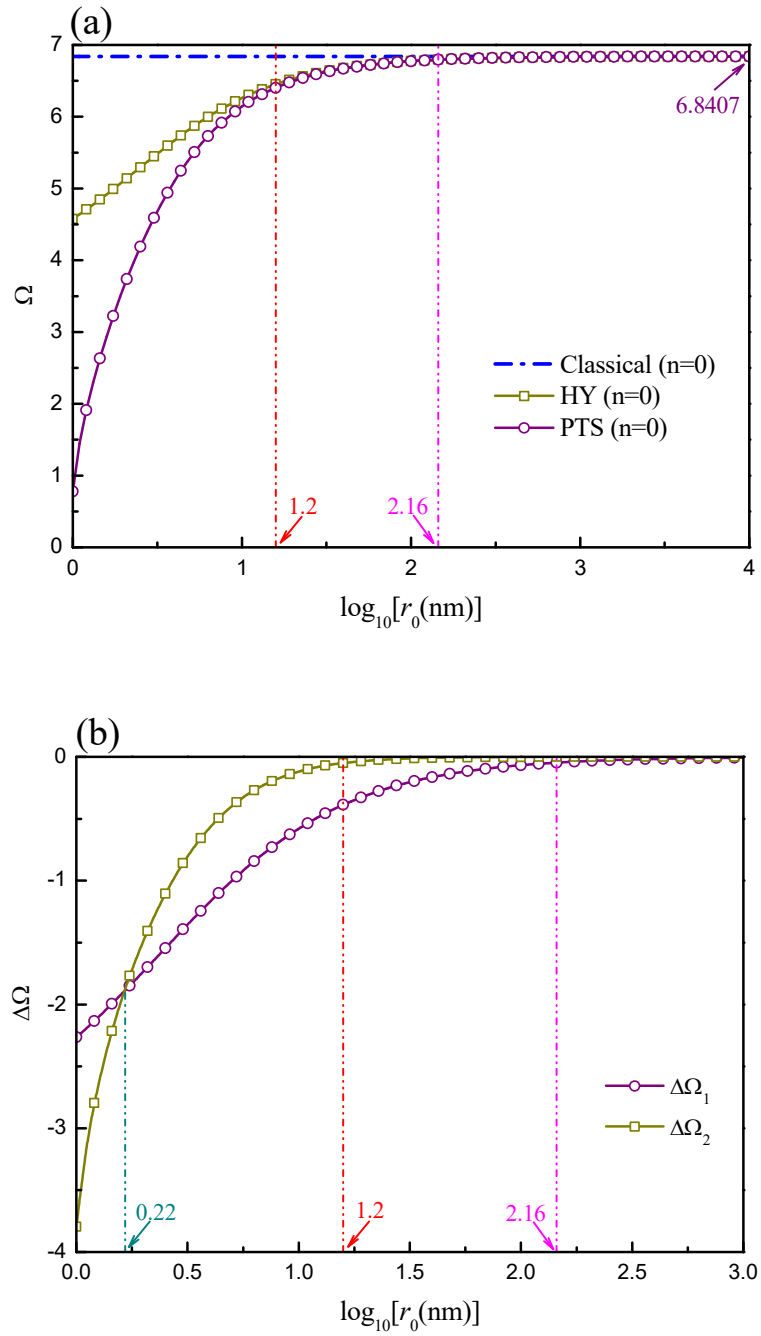 (a)
7
6
5
4
3
2
1
0
Ω
6.8407
Classical (n=0)
HY (n=0)
PTS (n=0)
1.2
2.16
0 1 2 3 4
log10[r0(nm)]
(b)
0
-1
-2
-3
-4
ΔΩ
ΔΩ1
ΔΩ2
0.22
1.2
2.16
0.0 0.5 1.0 1.5 2.0 2.5 3.0
log10[r0(nm)]